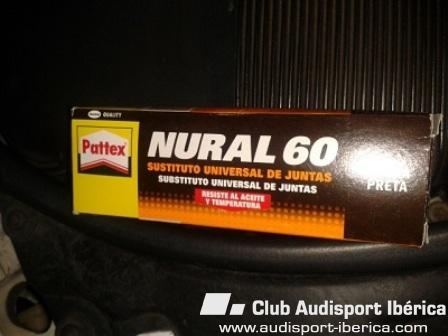 QUALITY
Pattex
NURAL 60
SUSTITUTO UNIVERSAL DE JUNTAS
SUBSTITUTO UNIVERSAL DE JUNTAS
PRETA
RESISTE AL ACEITE
Y TEMPERATURA
Club Audisport Ibérica
www.audisport-iberica.com